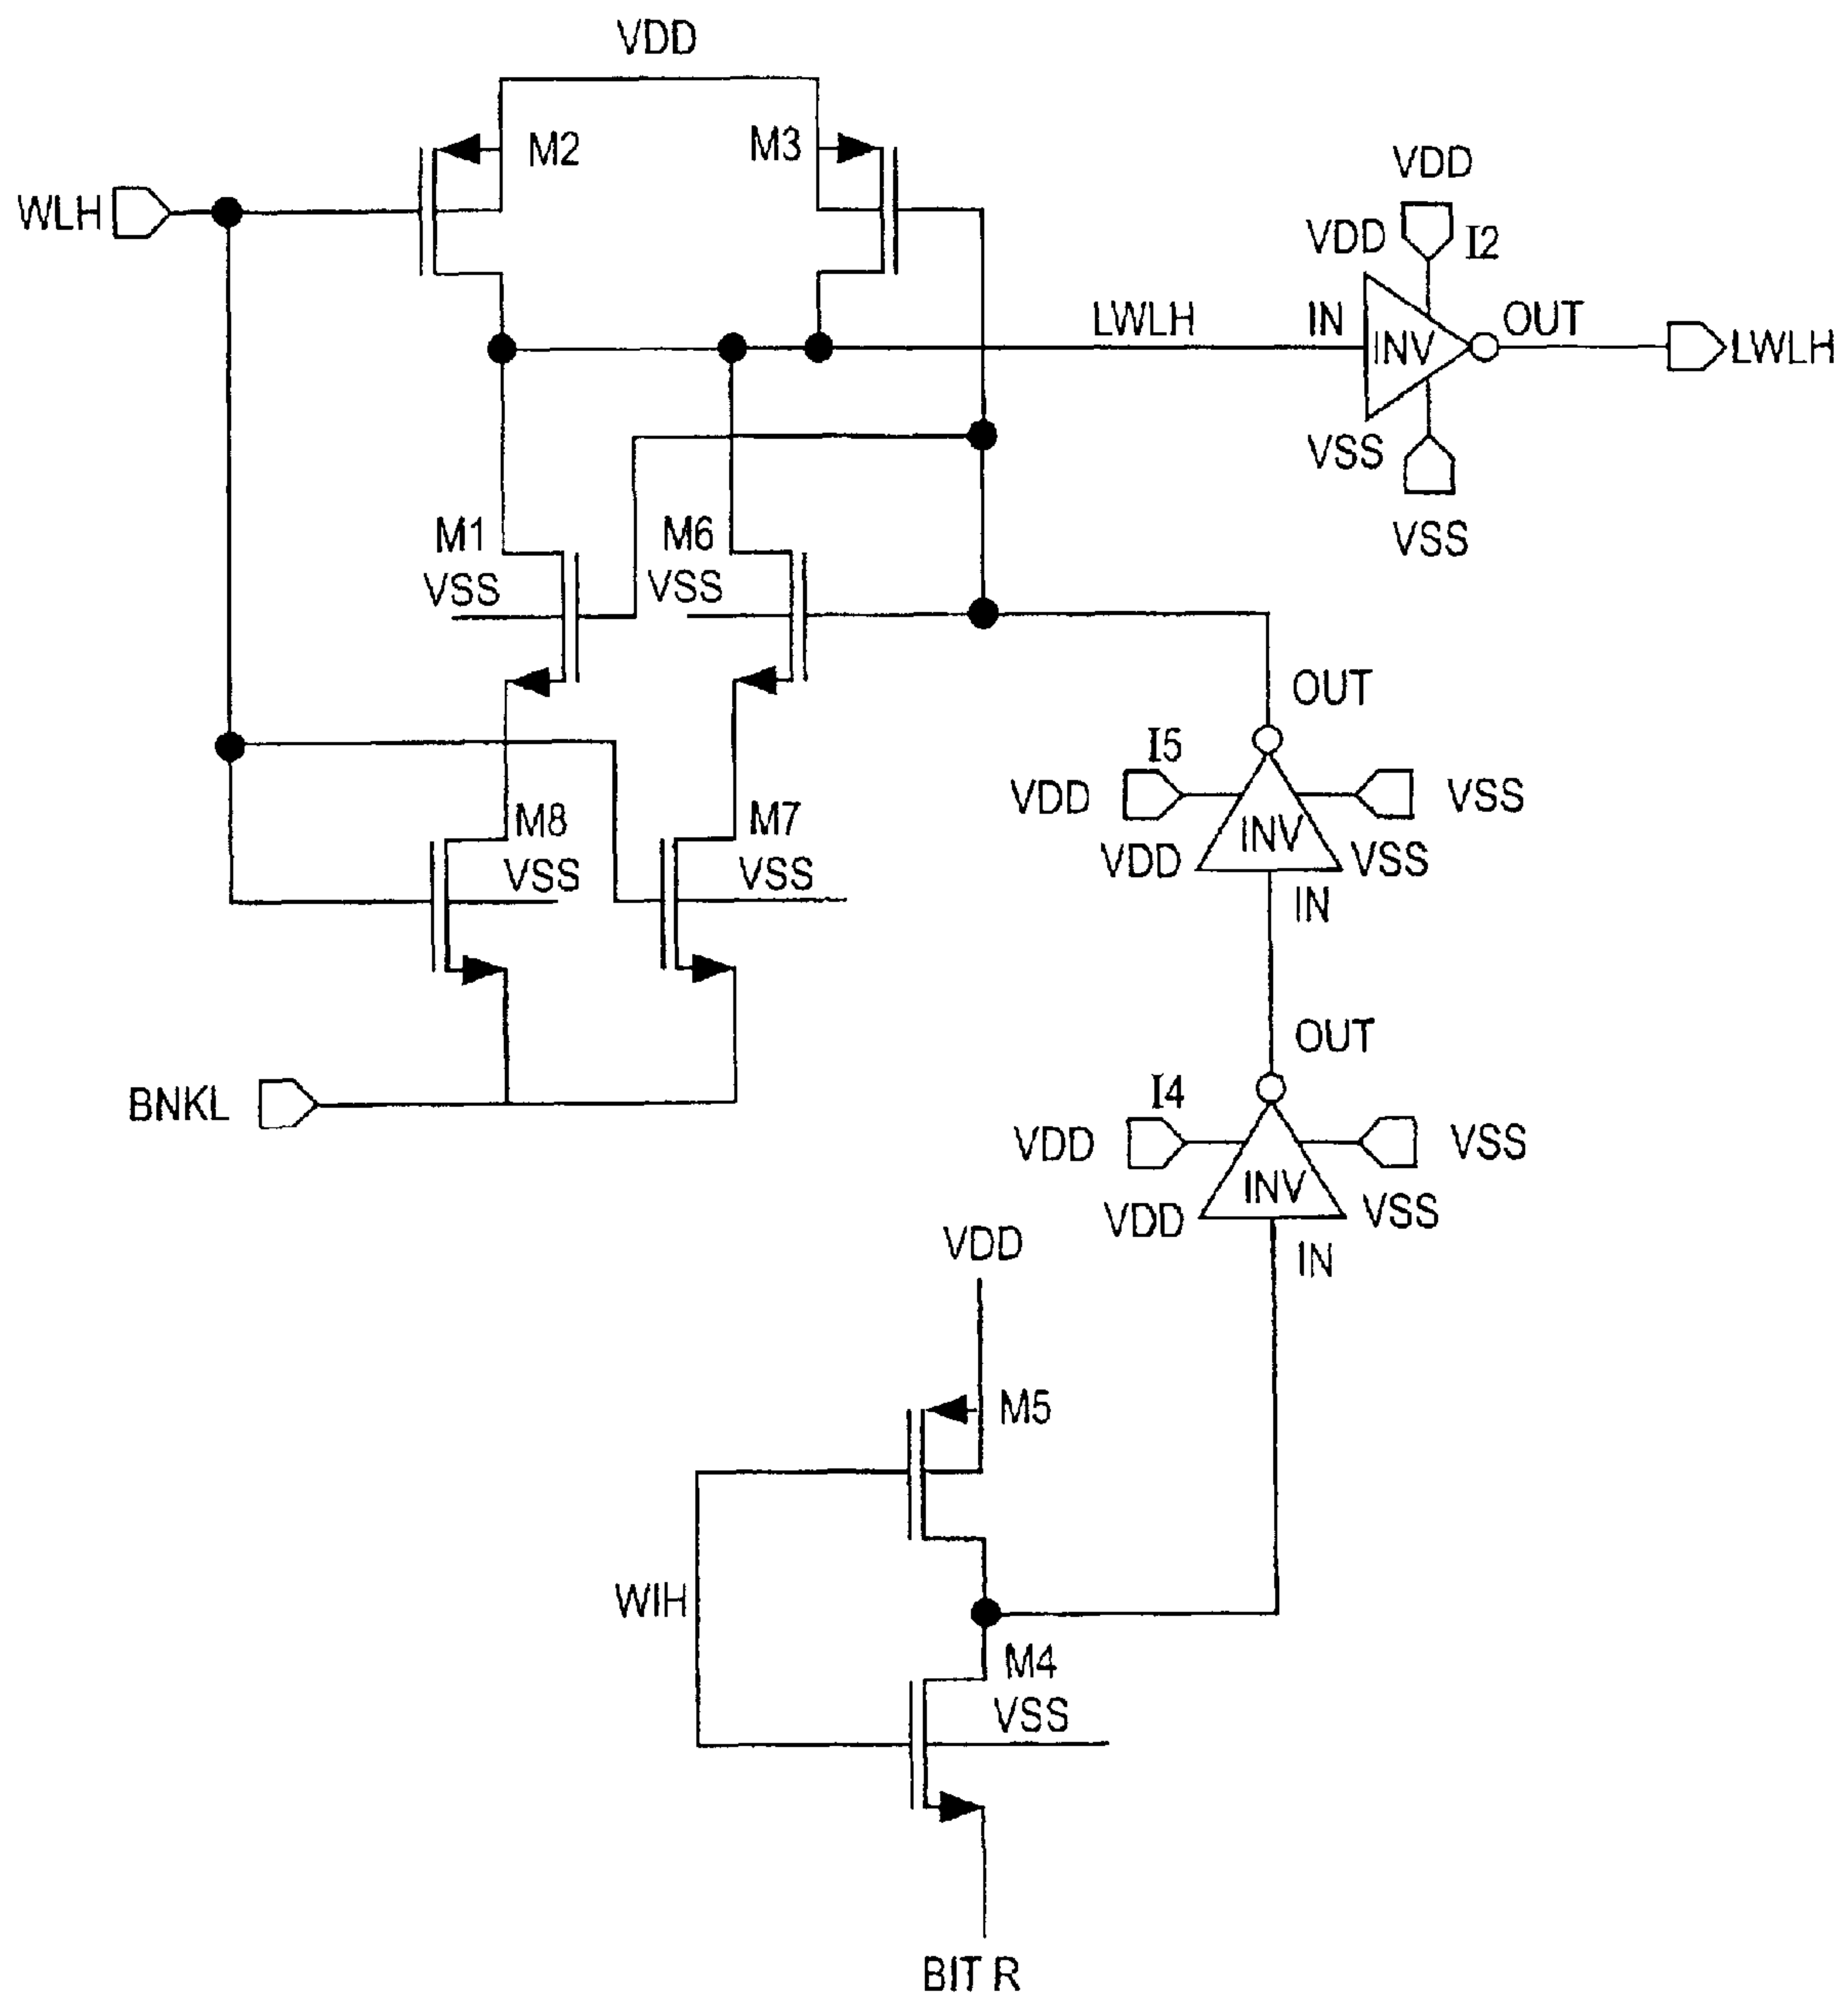 VDD
M2
M3
WLH
VDD
VDD
I2
LWLH
IN
INV
OUT
LWLH
VSS
VSS
M1
VSS
M6
VSS
OUT
I5
VDD
VSS
INV
VDD
VSS
IN
M8
VSS
M7
VSS
BNKL
OUT
I4
VDD
VSS
INV
VDD
VSS
IN
VDD
M5
WIH
M4
VSS
BIT R